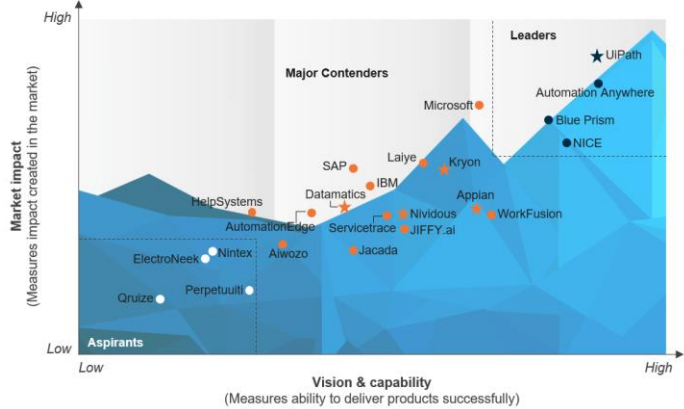 High
Leaders
UiPath
Major Contenders
Automation Anywhere
Microsoft
Blue Prism
NICE
Laiye
Kryon
SAP
IBM
Datamatics
Appian
HelpSystems
AutomationEdge
Servicetrace
Nividous
WorkFusion
JIFFY.ai
Aiwozo
Jacada
Nintex
ElectroNeek
Perpetuuiti
Qruize
Aspirants
Market impact
(Measures impact created in the market)
Low
Low
High
Vision & capability
(Measures ability to deliver products successfully)